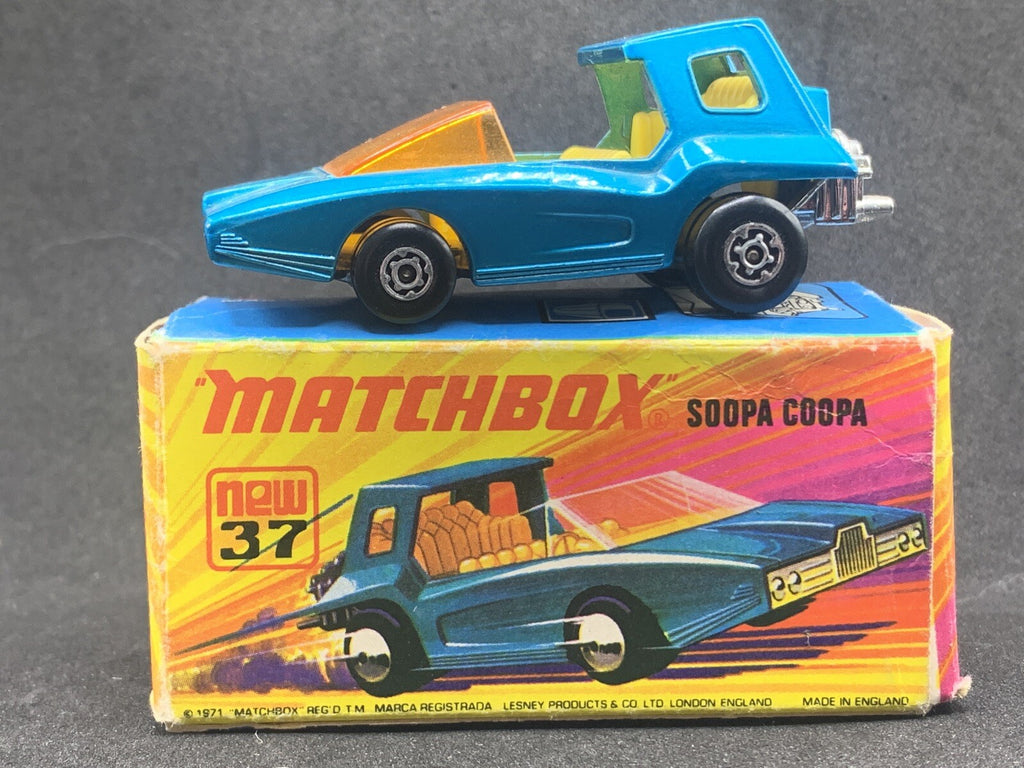 "MATCHBOX"® SOOPA COOPA
new
37
© 1971 "MATCHBOX" REG'D T.M. MARCA REGISTRADA LESNEY PRODUCTS & CO. LTD. LONDON ENGLAND MADE IN ENGLAND